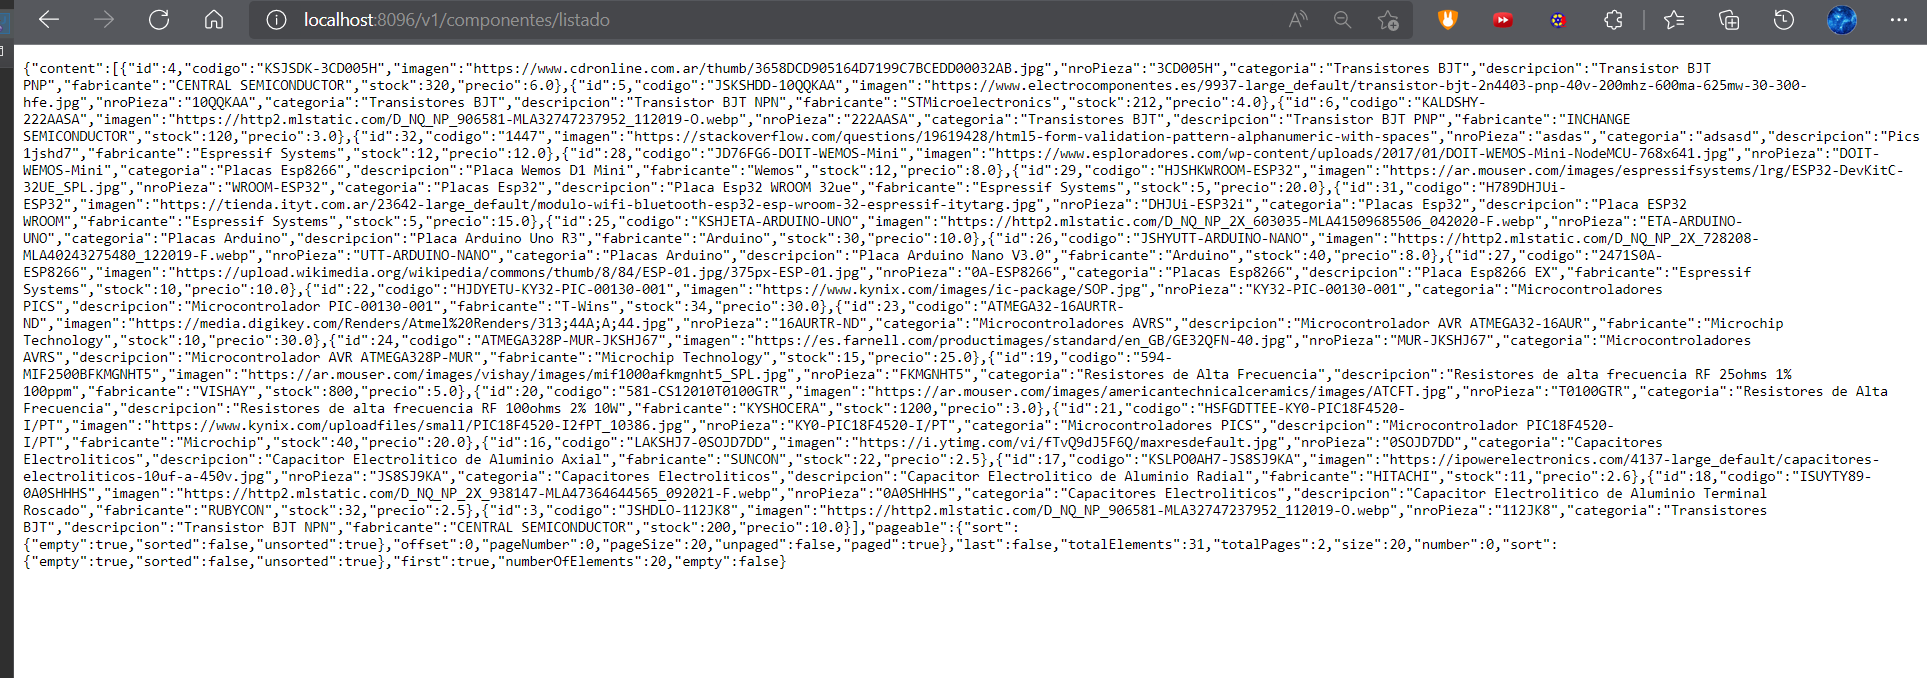 localhost:8096/v1/componentes/listado
{"content":[{"id":4,"codigo":"KSJSDK-3CD005H","imagen":"https://www.cdronline.com.ar/thumb/3658DCD905164D7199C7BCEDD00032AB.jpg","nroPieza":"3CD005H","categoria":"Transistores BJT","descripcion":"Transistor BJT
PNP","fabricante":"CENTRAL SEMICONDUCTOR","stock":320,"precio":6.0},{"id":5,"codigo":"JSKSHDD-10QQKAA","imagen":"https://www.electrocomponentes.es/9937-large_default/transistor-bjt-2n4403-pnp-40v-200mhz-600ma-625mw-30-300-
hfe.jpg","nroPieza":"10QQKAA","categoria":"Transistores BJT","descripcion":"Transistor BJT NPN","fabricante":"STMicroelectronics","stock":212,"precio":4.0},{"id":6,"codigo":"KALDSHY-
222AASA","imagen":"https://http2.mlstatic.com/D_NQ_NP_906581-MLA32747237952_112019-O.webp","nroPieza":"222AASA","categoria":"Transistores BJT","descripcion":"Transistor BJT PNP","fabricante":"INCHANGE
SEMICONDUCTOR","stock":120,"precio":3.0},{"id":32,"codigo":"1447","imagen":"https://stackoverflow.com/questions/19619428/html5-form-validation-pattern-alphanumeric-with-spaces","nroPieza":"asdas","categoria":"adsasd","descripcion":"Pics
1jshd7","fabricante":"Espressif Systems","stock":12,"precio":12.0},{"id":28,"codigo":"JD76FG6-DOIT-WEMOS-Mini","imagen":"https://www.esploradores.com/wp-content/uploads/2017/01/DOIT-WEMOS-Mini-NodeMCU-768x641.jpg","nroPieza":"DOIT-
WEMOS-Mini","categoria":"Placas Esp8266","descripcion":"Placa Wemos D1 Mini","fabricante":"Wemos","stock":12,"precio":8.0},{"id":29,"codigo":"HJSHKWROOM-ESP32","imagen":"https://ar.mouser.com/images/espressifsystems/lrg/ESP32-DevKitC-
32UE_SPL.jpg","nroPieza":"WROOM-ESP32","categoria":"Placas Esp32","descripcion":"Placa Esp32 WROOM 32ue","fabricante":"Espressif Systems","stock":5,"precio":20.0},{"id":31,"codigo":"H789DHJUi-
ESP32","imagen":"https://tienda.ityt.com.ar/23642-large_default/modulo-wifi-bluetooth-esp32-esp-wroom-32-espressif-itytarg.jpg","nroPieza":"DHJUi-ESP32i","categoria":"Placas Esp32","descripcion":"Placa ESP32
WROOM","fabricante":"Espressif Systems","stock":5,"precio":15.0},{"id":25,"codigo":"KSHJETA-ARDUINO-UNO","imagen":"https://http2.mlstatic.com/D_NQ_NP_2X_603035-MLA41509685506_042020-F.webp","nroPieza":"ETA-ARDUINO-
UNO","categoria":"Placas Arduino","descripcion":"Placa Arduino Uno R3","fabricante":"Arduino","stock":30,"precio":10.0},{"id":26,"codigo":"JSHYUTT-ARDUINO-NANO","imagen":"https://http2.mlstatic.com/D_NQ_NP_2X_728208-
MLA40243275480_122019-F.webp","nroPieza":"UTT-ARDUINO-NANO","categoria":"Placas Arduino","descripcion":"Placa Arduino Nano V3.0","fabricante":"Arduino","stock":40,"precio":8.0},{"id":27,"codigo":"2471S0A-
ESP8266","imagen":"https://upload.wikimedia.org/wikipedia/commons/thumb/8/84/ESP-01.jpg/375px-ESP-01.jpg","nroPieza":"0A-ESP8266","categoria":"Placas Esp8266","descripcion":"Placa Esp8266 EX","fabricante":"Espressif
Systems","stock":10,"precio":10.0},{"id":22,"codigo":"HJDYETU-KY32-PIC-00130-001","imagen":"https://www.kynix.com/images/ic-package/SOP.jpg","nroPieza":"KY32-PIC-00130-001","categoria":"Microcontroladores
PICS","descripcion":"Microcontrolador PIC-00130-001","fabricante":"T-Wins","stock":34,"precio":30.0},{"id":23,"codigo":"ATMEGA32-16AURTR-
ND","imagen":"https://media.digikey.com/Renders/Atmel%20Renders/313;44A;A;44.jpg","nroPieza":"16AURTR-ND","categoria":"Microcontroladores AVRS","descripcion":"Microcontrolador AVR ATMEGA32-16AUR","fabricante":"Microchip
Technology","stock":10,"precio":30.0},{"id":24,"codigo":"ATMEGA328P-MUR-JKSHJ67","imagen":"https://es.farnell.com/productimages/standard/en_GB/GE32QFN-40.jpg","nroPieza":"MUR-JKSHJ67","categoria":"Microcontroladores
AVRS","descripcion":"Microcontrolador AVR ATMEGA328P-MUR","fabricante":"Microchip Technology","stock":15,"precio":25.0},{"id":19,"codigo":"594-
MIF2500BFKMGNHT5","imagen":"https://ar.mouser.com/images/vishay/images/mif1000afkmgnht5_SPL.jpg","nroPieza":"FKMGNHT5","categoria":"Resistores de Alta Frecuencia","descripcion":"Resistores de alta frecuencia RF 25ohms 1%
100ppm","fabricante":"VISHAY","stock":800,"precio":5.0},{"id":20,"codigo":"581-CS12010T0100GTR","imagen":"https://ar.mouser.com/images/americantechnicalceramics/images/ATCFT.jpg","nroPieza":"T0100GTR","categoria":"Resistores de Alta
Frecuencia","descripcion":"Resistores de alta frecuencia RF 100ohms 2% 10W","fabricante":"KYSHOCERA","stock":1200,"precio":3.0},{"id":21,"codigo":"HSFGDTTEE-KY0-PIC18F4520-
I/PT","imagen":"https://www.kynix.com/uploadfiles/small/PIC18F4520-I2fPT_10386.jpg","nroPieza":"KY0-PIC18F4520-I/PT","categoria":"Microcontroladores PICS","descripcion":"Microcontrolador PIC18F4520-
I/PT","fabricante":"Microchip","stock":40,"precio":20.0},{"id":16,"codigo":"LAKSHJ7-0SOJD7DD","imagen":"https://i.ytimg.com/vi/fTvQ9dJ5F6Q/maxresdefault.jpg","nroPieza":"0SOJD7DD","categoria":"Capacitores
Electroliticos","descripcion":"Capacitor Electrolitico de Aluminio Axial","fabricante":"SUNCON","stock":22,"precio":2.5},{"id":17,"codigo":"KSLPO0AH7-JS8SJ9KA","imagen":"https://ipowerelectronics.com/4137-large_default/capacitores-
electroliticos-10uf-a-450v.jpg","nroPieza":"JS8SJ9KA","categoria":"Capacitores Electroliticos","descripcion":"Capacitor Electrolitico de Aluminio Radial","fabricante":"HITACHI","stock":11,"precio":2.6},{"id":18,"codigo":"ISUYTY89-
0A0SHHHS","imagen":"https://http2.mlstatic.com/D_NQ_NP_2X_938147-MLA47364644565_092021-F.webp","nroPieza":"0A0SHHHS","categoria":"Capacitores Electroliticos","descripcion":"Capacitor Electrolitico de Aluminio Terminal
Roscado","fabricante":"RUBYCON","stock":32,"precio":2.5},{"id":3,"codigo":"JSHDLO-112JK8","imagen":"https://http2.mlstatic.com/D_NQ_NP_906581-MLA32747237952_112019-O.webp","nroPieza":"112JK8","categoria":"Transistores
BJT","descripcion":"Transistor BJT NPN","fabricante":"CENTRAL SEMICONDUCTOR","stock":200,"precio":10.0}],"pageable":{"sort":
{"empty":true,"sorted":false,"unsorted":true},"offset":0,"pageNumber":0,"pageSize":20,"unpaged":false,"paged":true},"last":false,"totalElements":31,"totalPages":2,"size":20,"number":0,"sort":
{"empty":true,"sorted":false,"unsorted":true},"first":true,"numberOfElements":20,"empty":false}